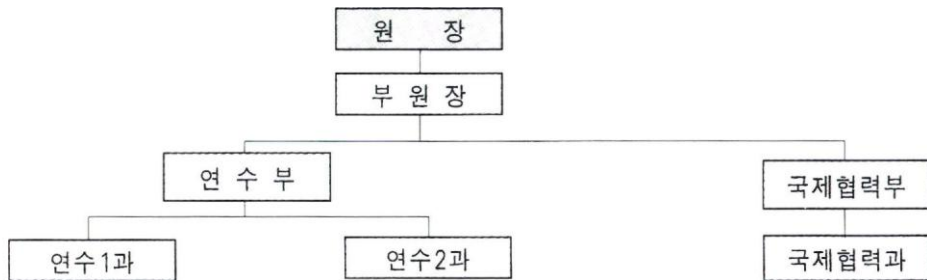 원 장
부 원 장
연 수 부
국제협력부
연수1과
연수2과
국제협력과